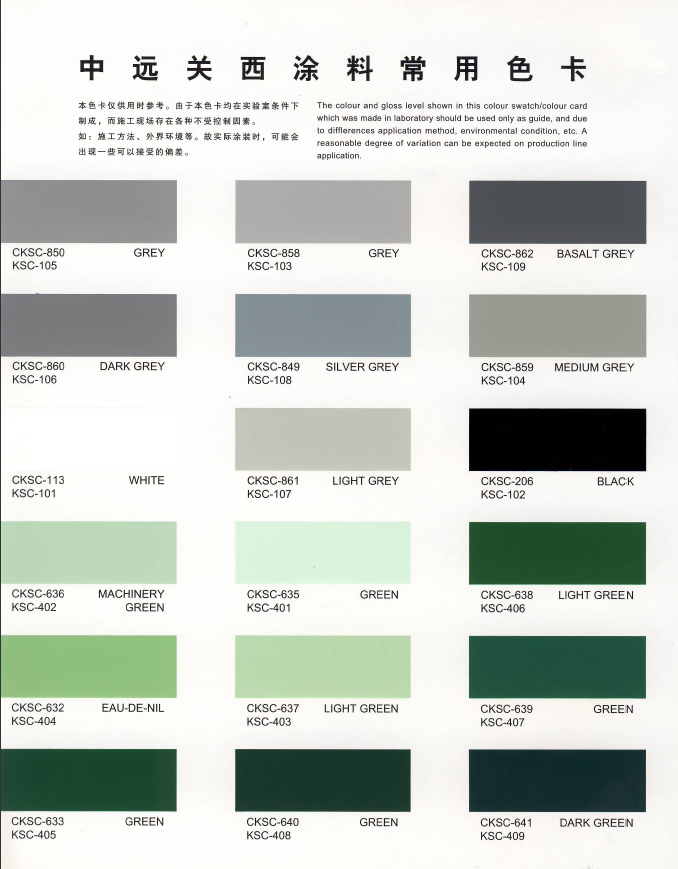 中远关西涂料常用色卡
本色卡仅供用时参考。由于本色卡均在实验室条件下
制成，而施工现场存在各种不受控制因素。
如：施工方法、外界环境等。故实际涂装时，可能会
出现一些可以接受的偏差。
The colour and gloss level shown in this colour swatch/colour card
which was made in laboratory should be used only as guide, and due
to diffIerences application method, environmental condition, etc. A
reasonable degree of variation can be expected on production line
application.
CKSC-850 GREY
KSC-105
CKSC-858 GREY
KSC-103
CKSC-862 BASALT GREY
KSC-109
CKSC-860 DARK GREY
KSC-106
CKSC-849 SILVER GREY
KSC-108
CKSC-859 MEDIUM GREY
KSC-104
CKSC-113 WHITE
KSC-101
CKSC-861 LIGHT GREY
KSC-107
CKSC-206 BLACK
KSC-102
CKSC-636 MACHINERY
KSC-402 GREEN
CKSC-635 GREEN
KSC-401
CKSC-638 LIGHT GREEN
KSC-406
CKSC-632 EAU-DE-NIL
KSC-404
CKSC-637 LIGHT GREEN
KSC-403
CKSC-639 GREEN
KSC-407
CKSC-633 GREEN
KSC-405
CKSC-640 GREEN
KSC-408
CKSC-641 DARK GREEN
KSC-409